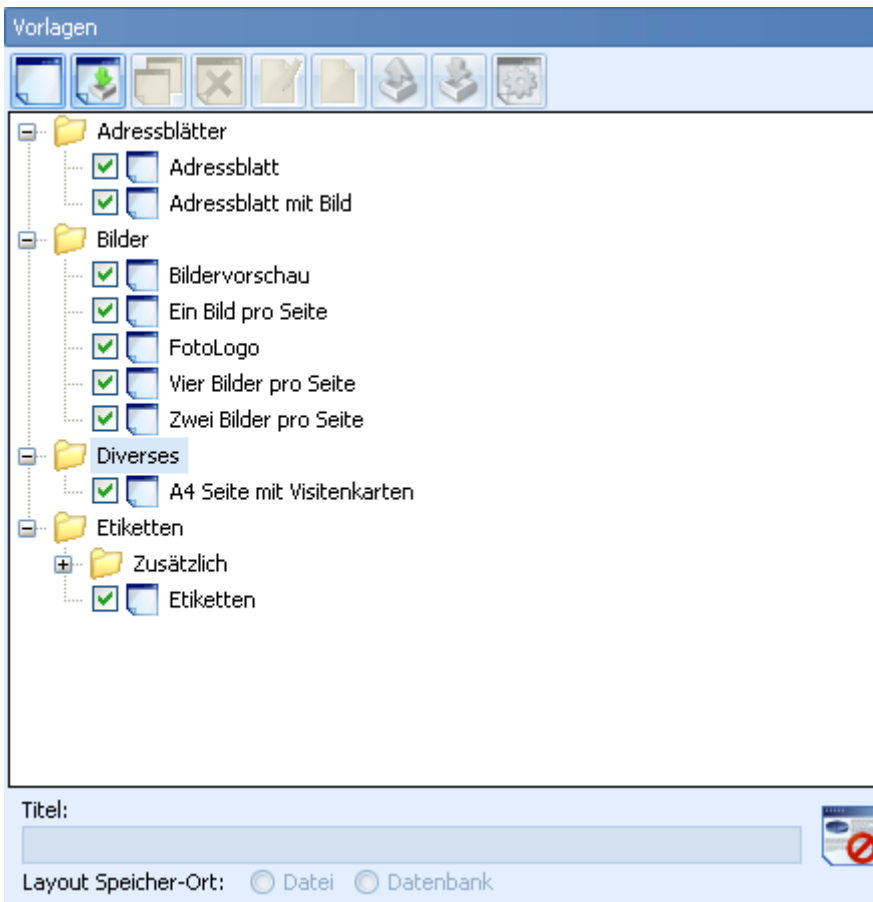 Vorlagen
Adressblätter
Adressblatt
Adressblatt mit Bild
Bilder
Bildervorschau
Ein Bild pro Seite
FotoLogo
Vier Bilder pro Seite
Zwei Bilder pro Seite
Diverses
A4 Seite mit Visitenkarten
Etiketten
Zusätzlich
Etiketten
Titel:
Layout Speicher-Ort: Datei Datenbank